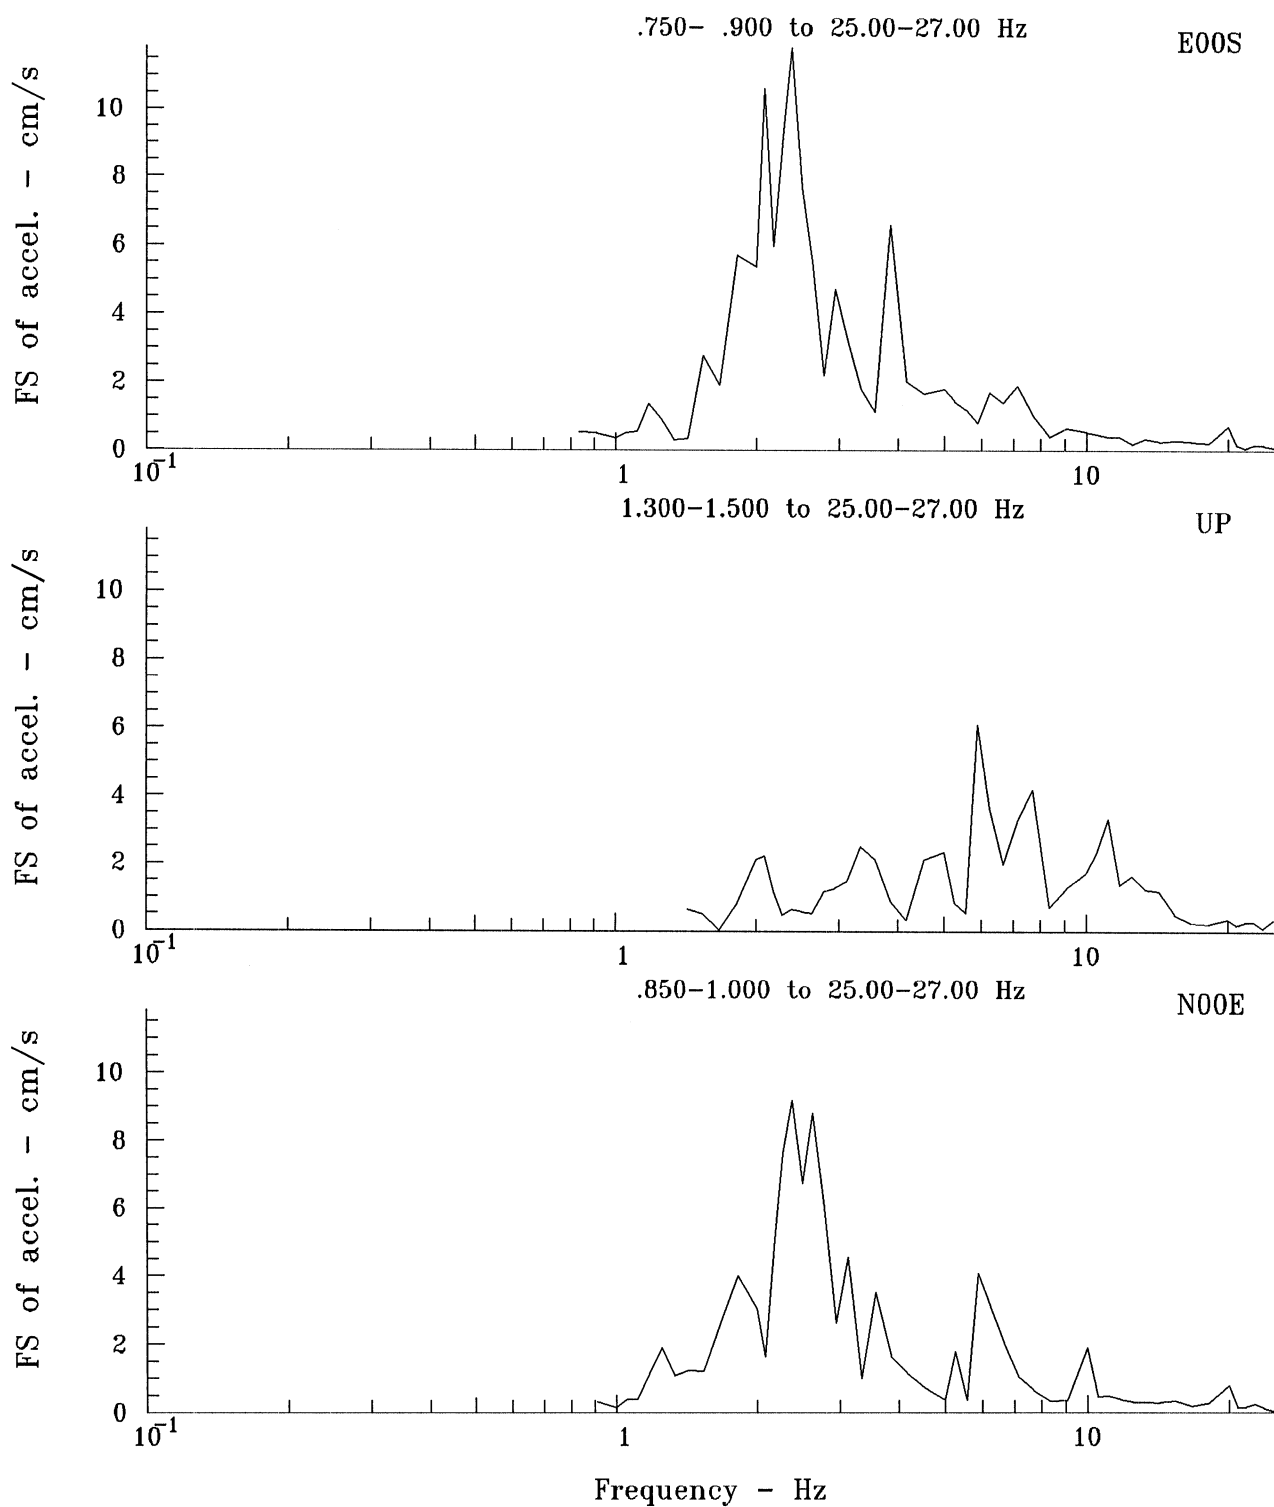 .750- .900 to 25.00-27.00 Hz
E00S
FS of accel. - cm/s
10
8
6
4
2
0
10⁻¹ 1 10
1.300-1.500 to 25.00-27.00 Hz
UP
FS of accel. - cm/s
10
8
6
4
2
0
10⁻¹ 1 10
.850-1.000 to 25.00-27.00 Hz
N00E
FS of accel. - cm/s
10
8
6
4
2
0
10⁻¹ 1 10
Frequency - Hz